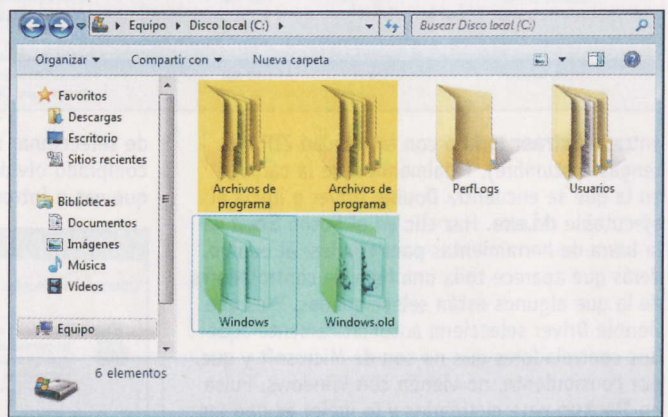 Equipo ▸ Disco local (C:) ▸
Buscar Disco local (C:)
Organizar
Compartir con
Nueva carpeta
Favoritos
Descargas
Escritorio
Sitios recientes
Bibliotecas
Documentos
Imágenes
Música
Vídeos
Equipo
Archivos de programa
Archivos de programa
PerfLogs
Usuarios
Windows
Windows.old
6 elementos